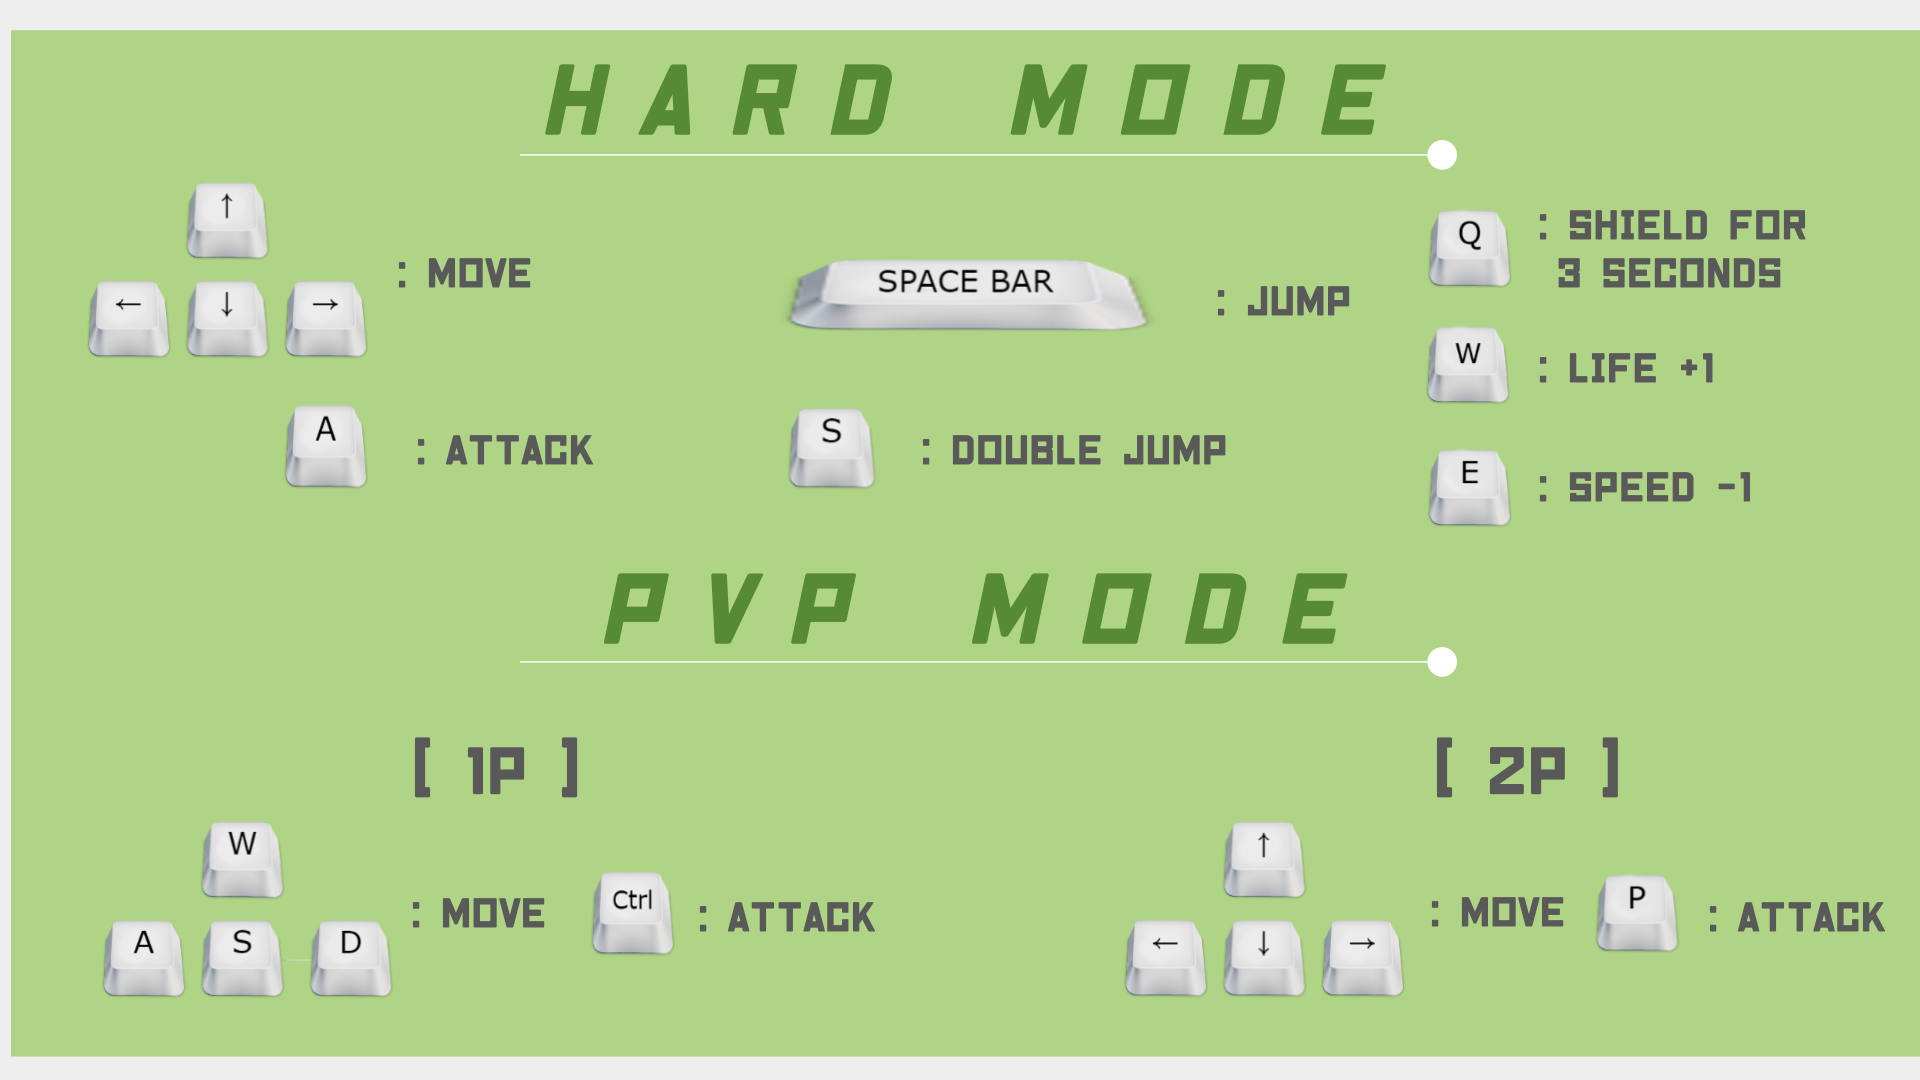 HARD MODE
↑
← ↓ →
: MOVE
SPACE BAR
: JUMP
Q
: SHIELD FOR
3 SECONDS
W
: LIFE +1
A
: ATTACK
S
: DOUBLE JUMP
E
: SPEED -1
PVP MODE
[ 1P ]
W
A S D
: MOVE
Ctrl
: ATTACK
[ 2P ]
↑
← ↓ →
: MOVE
P
: ATTACK